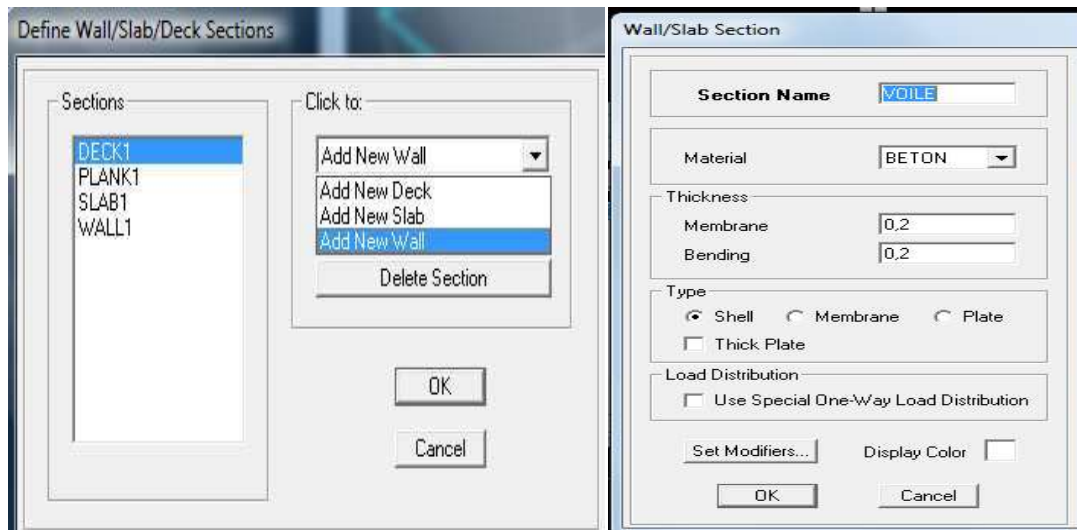 Define Wall/Slab/Deck Sections
Sections
DECK1
PLANK1
SLAB1
WALL1
Click to:
Add New Wall
Add New Deck
Add New Slab
Add New Wall
Delete Section
OK
Cancel
Wall/Slab Section
Section Name
VOILE
Material
BETON
Thickness
Membrane
0,2
Bending
0,2
Type
Shell
Membrane
Plate
Thick Plate
Load Distribution
Use Special One-Way Load Distribution
Set Modifiers...
Display Color
OK
Cancel